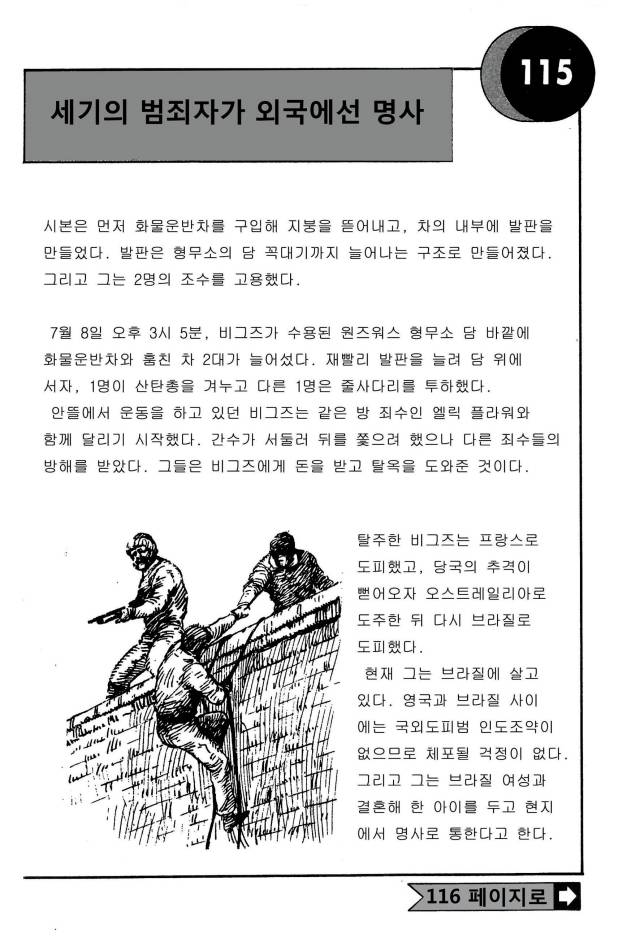 115
세기의 범죄자가 외국에선 명사
시본은 먼저 화물운반차를 구입해 지붕을 뜯어내고, 차의 내부에 발판을
만들었다. 발판은 형무소의 담 꼭대기까지 늘어나는 구조로 만들어졌다.
그리고 그는 2명의 조수를 고용했다.
7월 8일 오후 3시 5분, 비그즈가 수용된 원즈워스 형무소 담 바깥에
화물운반차와 훔친 차 2대가 늘어섰다. 재빨리 발판을 늘려 담 위에
서자, 1명이 산탄총을 겨누고 다른 1명은 줄사다리를 투하했다.
안뜰에서 운동을 하고 있던 비그즈는 같은 방 죄수인 엘릭 플라워와
함께 달리기 시작했다. 간수가 서둘러 뒤를 쫓으려 했으나 다른 죄수들의
방해를 받았다. 그들은 비그즈에게 돈을 받고 탈옥을 도와준 것이다.
탈주한 비그즈는 프랑스로
도피했고, 당국의 추격이
뻗어오자 오스트레일리아로
도주한 뒤 다시 브라질로
도피했다.
현재 그는 브라질에 살고
있다. 영국과 브라질 사이
에는 국외도피범 인도조약이
없으므로 체포될 걱정이 없다.
그리고 그는 브라질 여성과
결혼해 한 아이를 두고 현지
에서 명사로 통한다고 한다.
116 페이지로